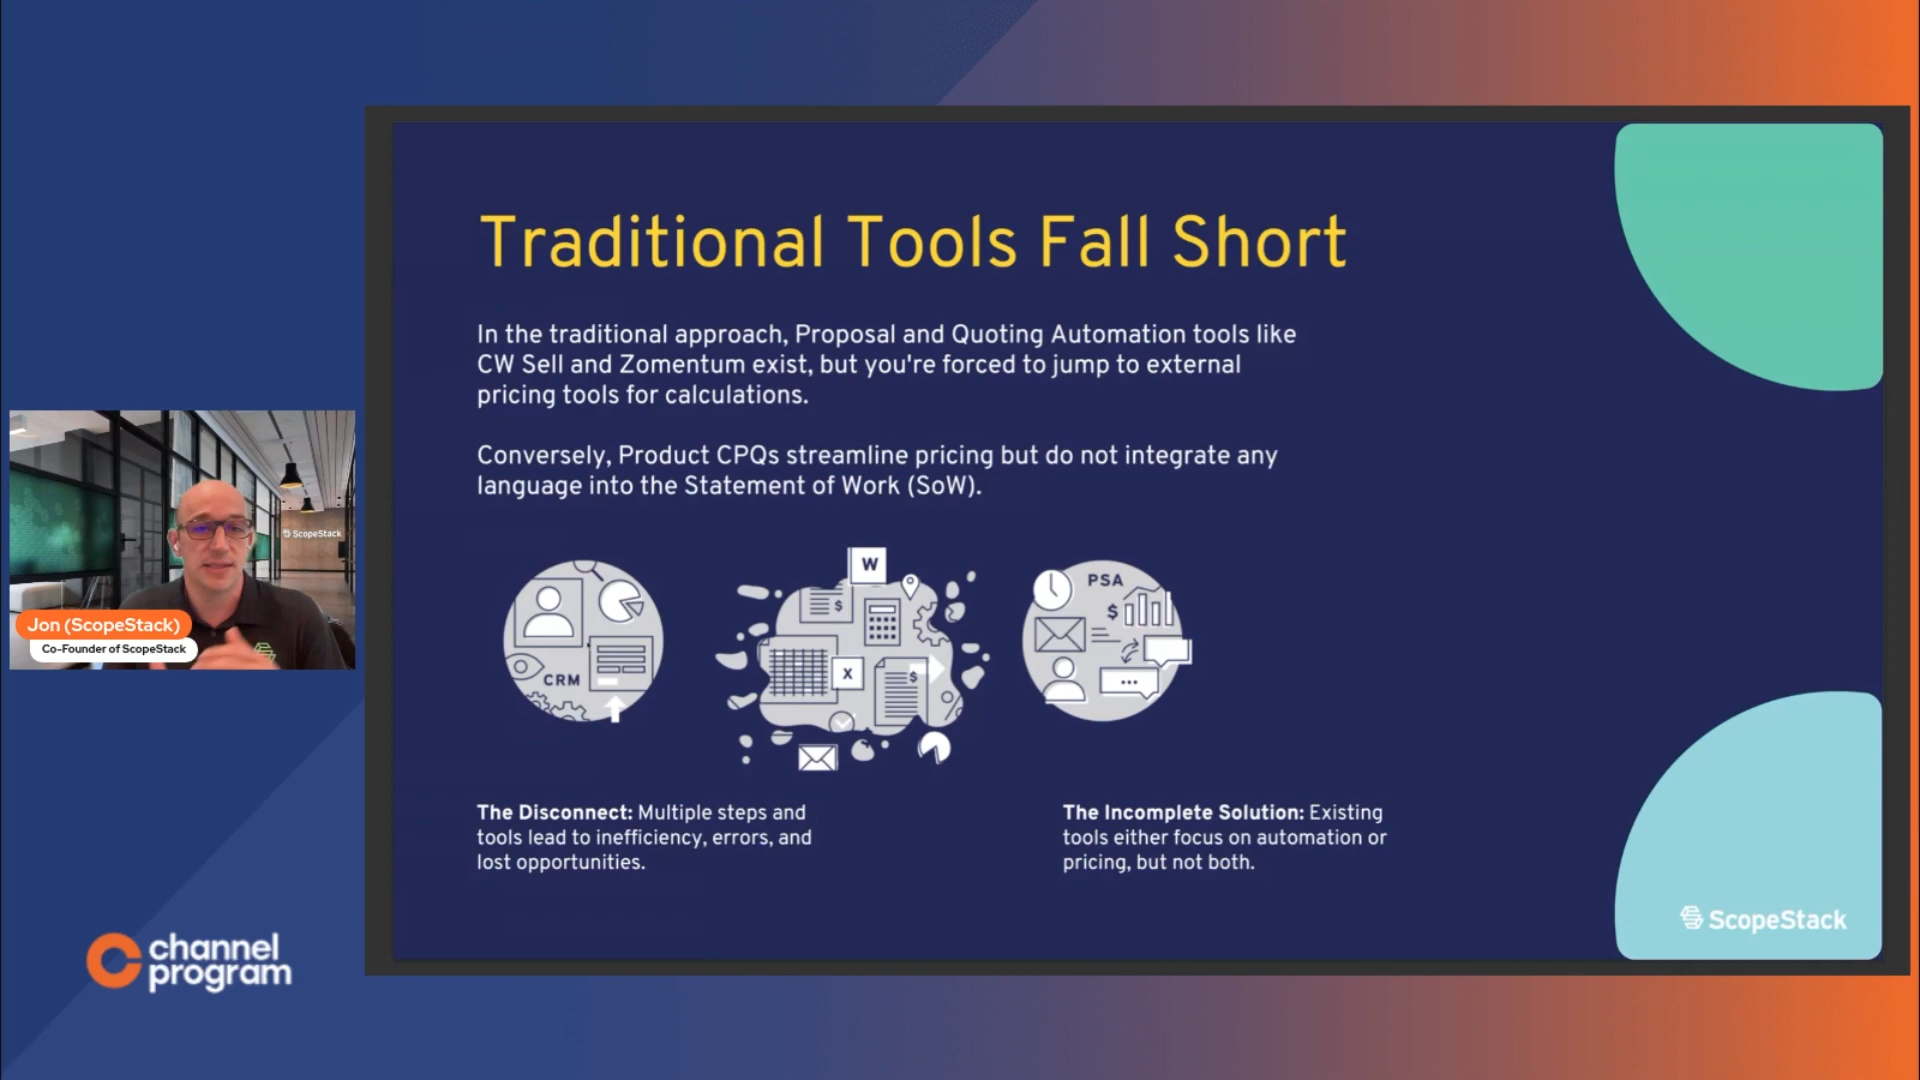 Traditional Tools Fall Short
In the traditional approach, Proposal and Quoting Automation tools like
CW Sell and Zomentum exist, but you're forced to jump to external
pricing tools for calculations.
Conversely, Product CPQs streamline pricing but do not integrate any
language into the Statement of Work (SoW).
W
$
X
$
%
CRM
PSA
$
The Disconnect: Multiple steps and
tools lead to inefficiency, errors, and
lost opportunities.
The Incomplete Solution: Existing
tools either focus on automation or
pricing, but not both.
ScopeStack
ScopeStack
Jon (ScopeStack)
Co-Founder of ScopeStack
channel
program